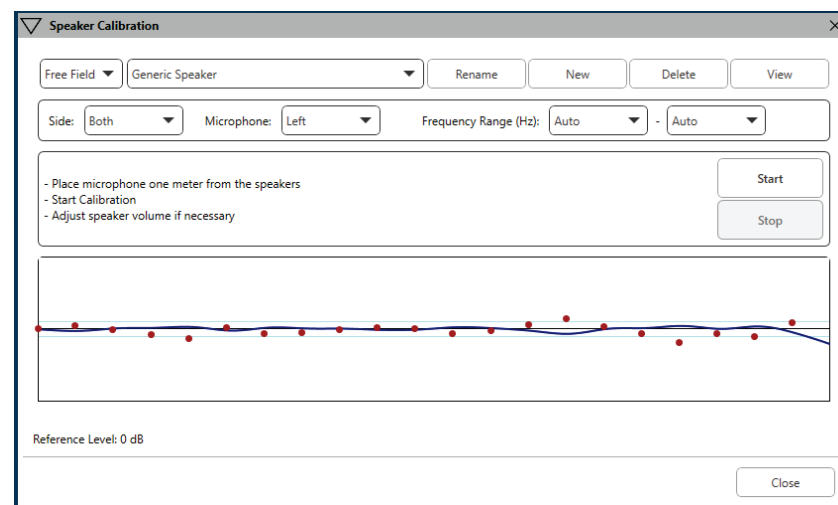 Speaker Calibration
Free Field Generic Speaker Rename New Delete View
Side: Both Microphone: Left Frequency Range (Hz): Auto - Auto
- Place microphone one meter from the speakers
- Start Calibration
- Adjust speaker volume if necessary
Start
Stop
Reference Level: 0 dB
Close